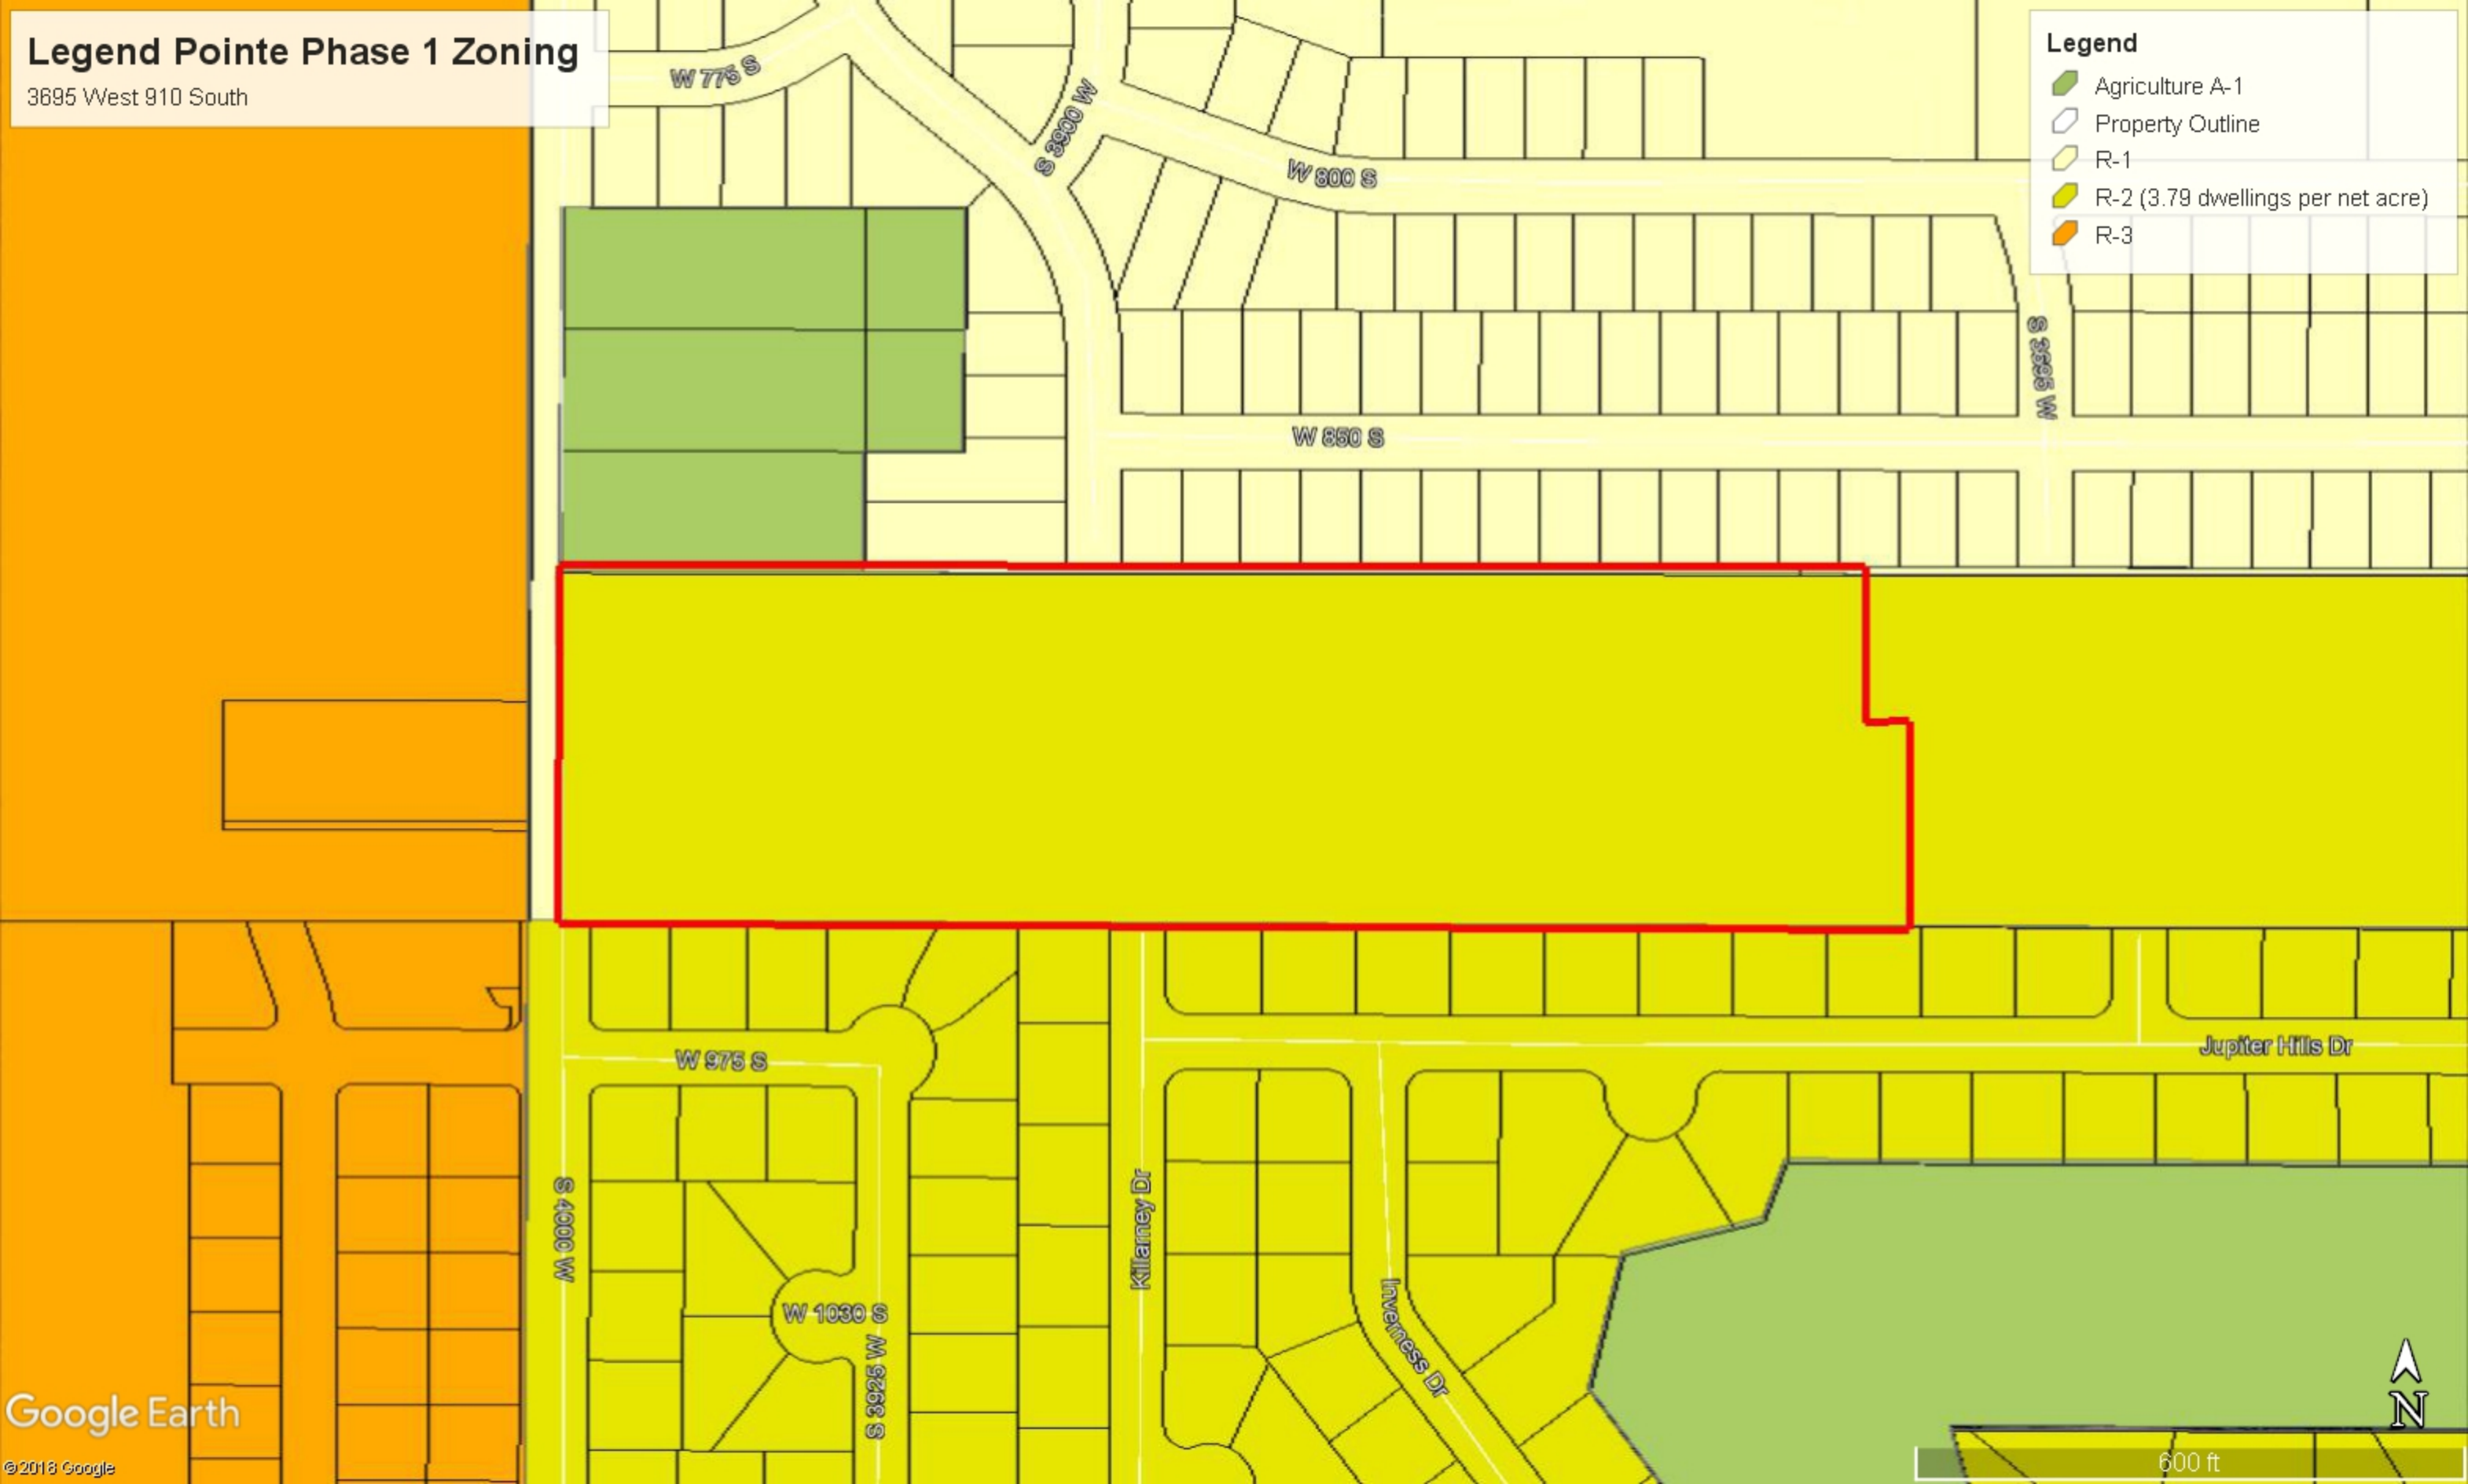 Legend Pointe Phase 1 Zoning
3695 West 910 South
Legend
Agriculture A-1
Property Outline
R-1
R-2 (3.79 dwellings per net acre)
R-3
W 775 S
S 3900 W
W 800 S
S 3695 W
W 850 S
W 975 S
Jupiter Hills Dr
S 4000 W
Killarney Dr
W 1030 S
Inverness Dr
S 3925 W
N
Google Earth
600 ft
©2018 Google